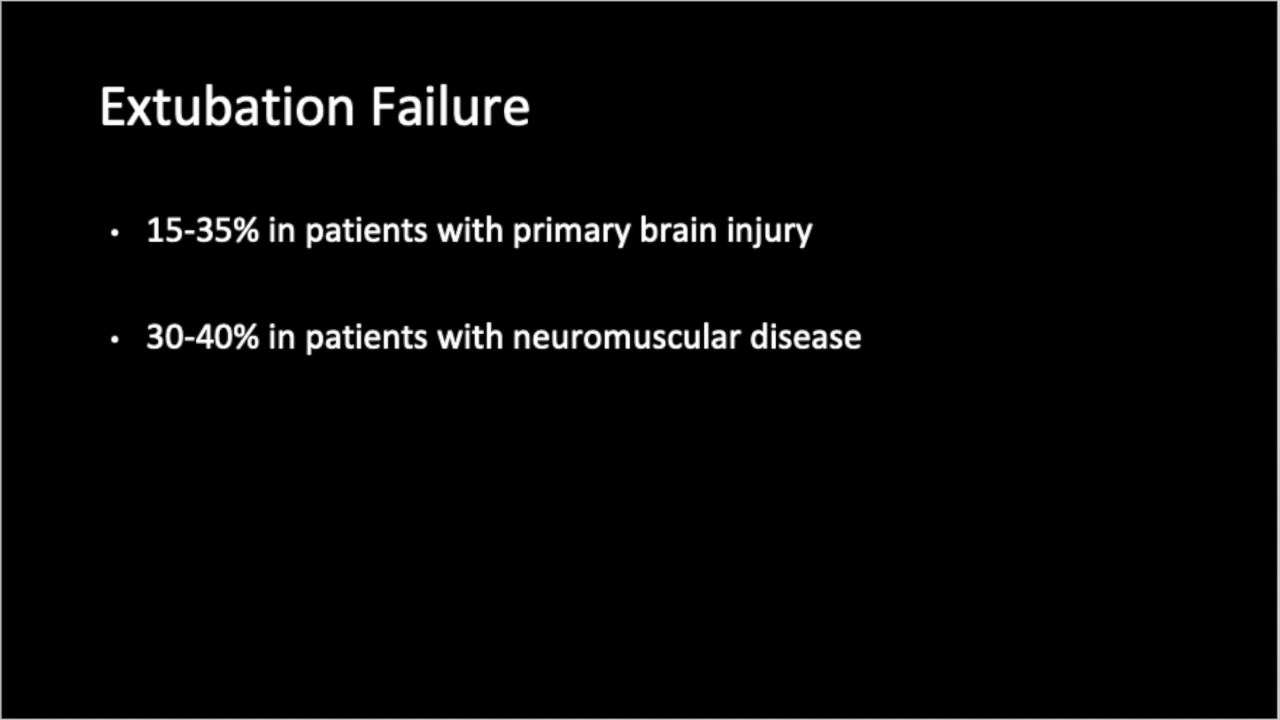 Extubation Failure
• 15-35% in patients with primary brain injury
• 30-40% in patients with neuromuscular disease